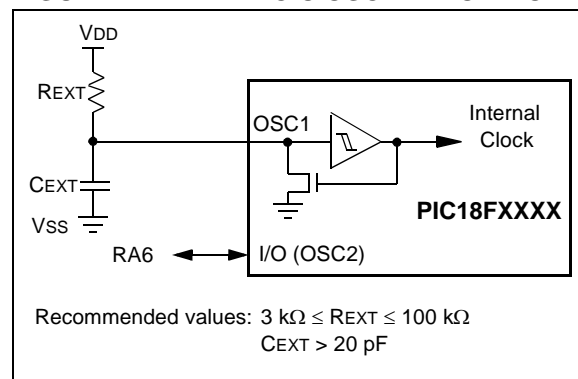 VDD
REXT
OSC1
Internal
Clock
CEXT
PIC18FXXXX
VSS
RA6
I/O (OSC2)
Recommended values: 3 kΩ ≤ REXT ≤ 100 kΩ
CEXT > 20 pF